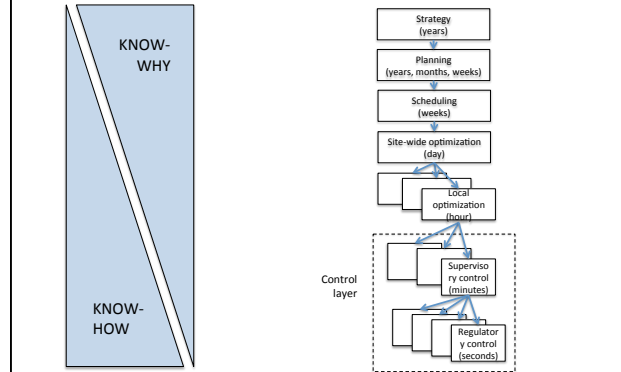 KNOW-
WHY
KNOW-
HOW
Strategy
(years)
Planning
(years, months, weeks)
Scheduling
(weeks)
Site-wide optimization
(day)
Local
optimization
(hour)
Control
layer
Superviso
ry control
(minutes)
Regulator
y control
(seconds)